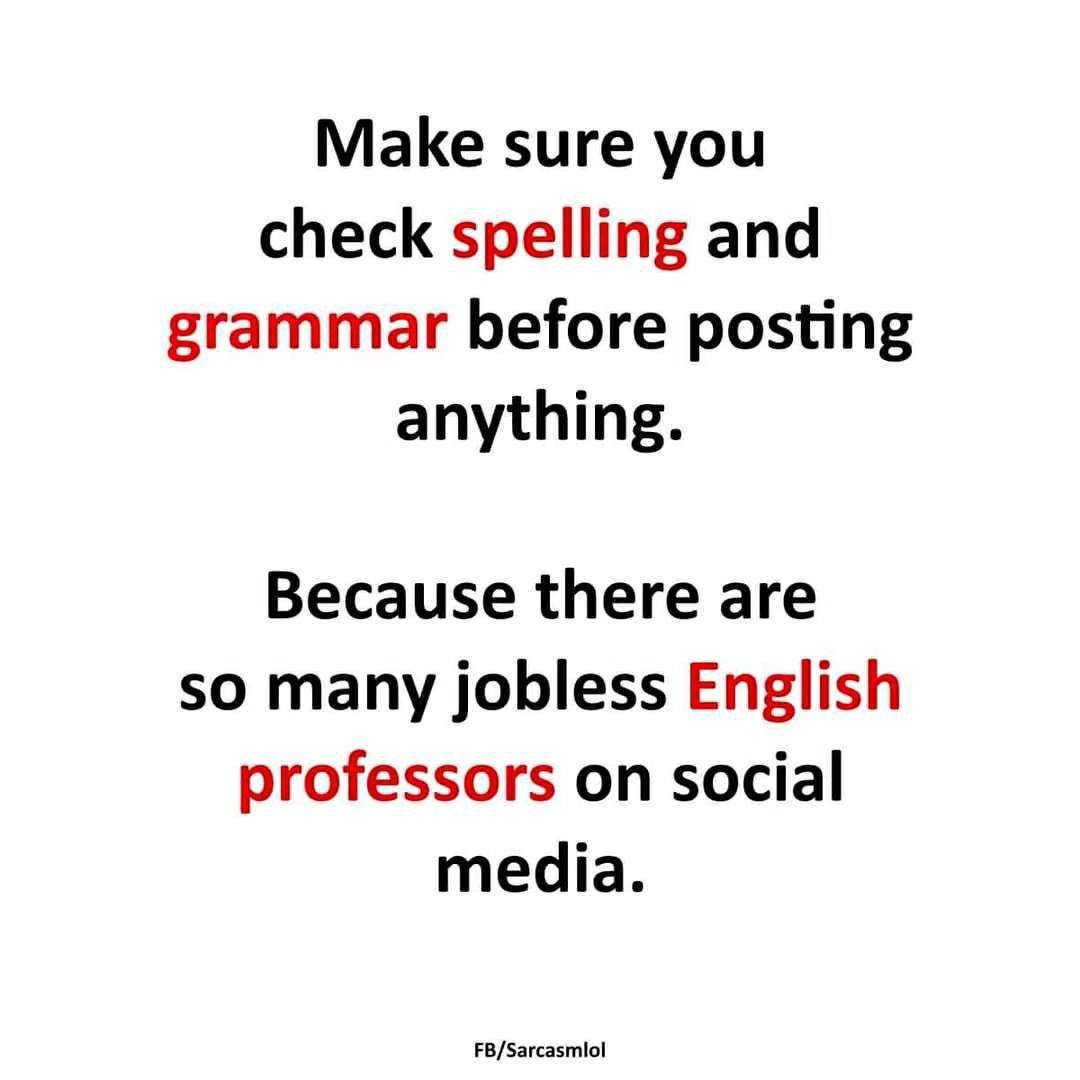 Make sure you
check spelling and
grammar before posting
anything.
Because there are
so many jobless English
professors on social
media.
FB/Sarcasmlol